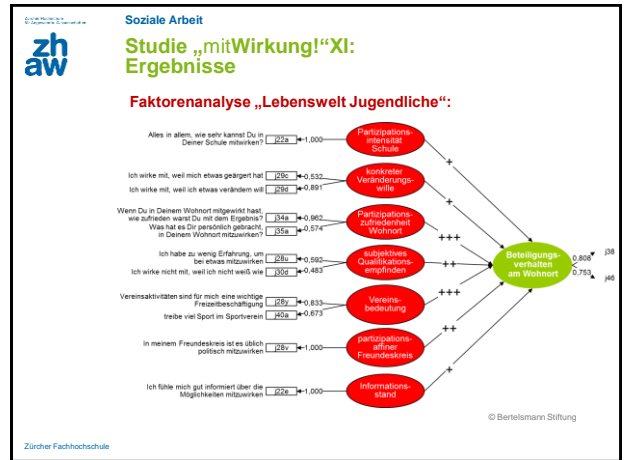 Zürcher Hochschule
für Angewandte Wissenschaften
zh
aw
Soziale Arbeit
Studie „mitWirkung!“XI:
Ergebnisse
Faktorenanalyse „Lebenswelt Jugendliche“:
Alles in allem, wie sehr kannst Du in
Deiner Schule mitwirken?
j22a
1,000
Partizipations-
intensität
Schule
+
Ich wirke mit, weil mich etwas geärgert hat
j29c
0,532
Ich wirke mit, weil ich etwas verändern will
j29d
0,891
konkreter
Veränderungs-
wille
+
Wenn Du in Deinem Wohnort mitgewirkt hast,
wie zufrieden warst Du mit dem Ergebnis?
j34a
0,962
Was hat es Dir persönlich gebracht,
in Deinem Wohnort mitzuwirken?
j35a
0,574
Partizipations-
zufriedenheit
Wohnort
+++
Ich habe zu wenig Erfahrung, um
bei etwas mitzuwirken
j28u
0,592
Ich wirke nicht mit, weil ich nicht weiß wie
j30d
0,483
subjektives
Qualifikations-
empfinden
++
Vereinsaktivitäten sind für mich eine wichtige
Freizeitbeschäftigung
j28y
0,833
treibe viel Sport im Sportverein
j40a
0,673
Vereins-
bedeutung
+++
In meinem Freundeskreis ist es üblich
politisch mitzuwirken
j28v
1,000
partizipations-
affiner
Freundeskreis
++
Ich fühle mich gut informiert über die
Möglichkeiten mitzuwirken
j22e
1,000
Informations-
stand
+
Beteiligungs-
verhalten
am Wohnort
0,808
j38
0,753
j46
© Bertelsmann Stiftung
Zürcher Fachhochschule